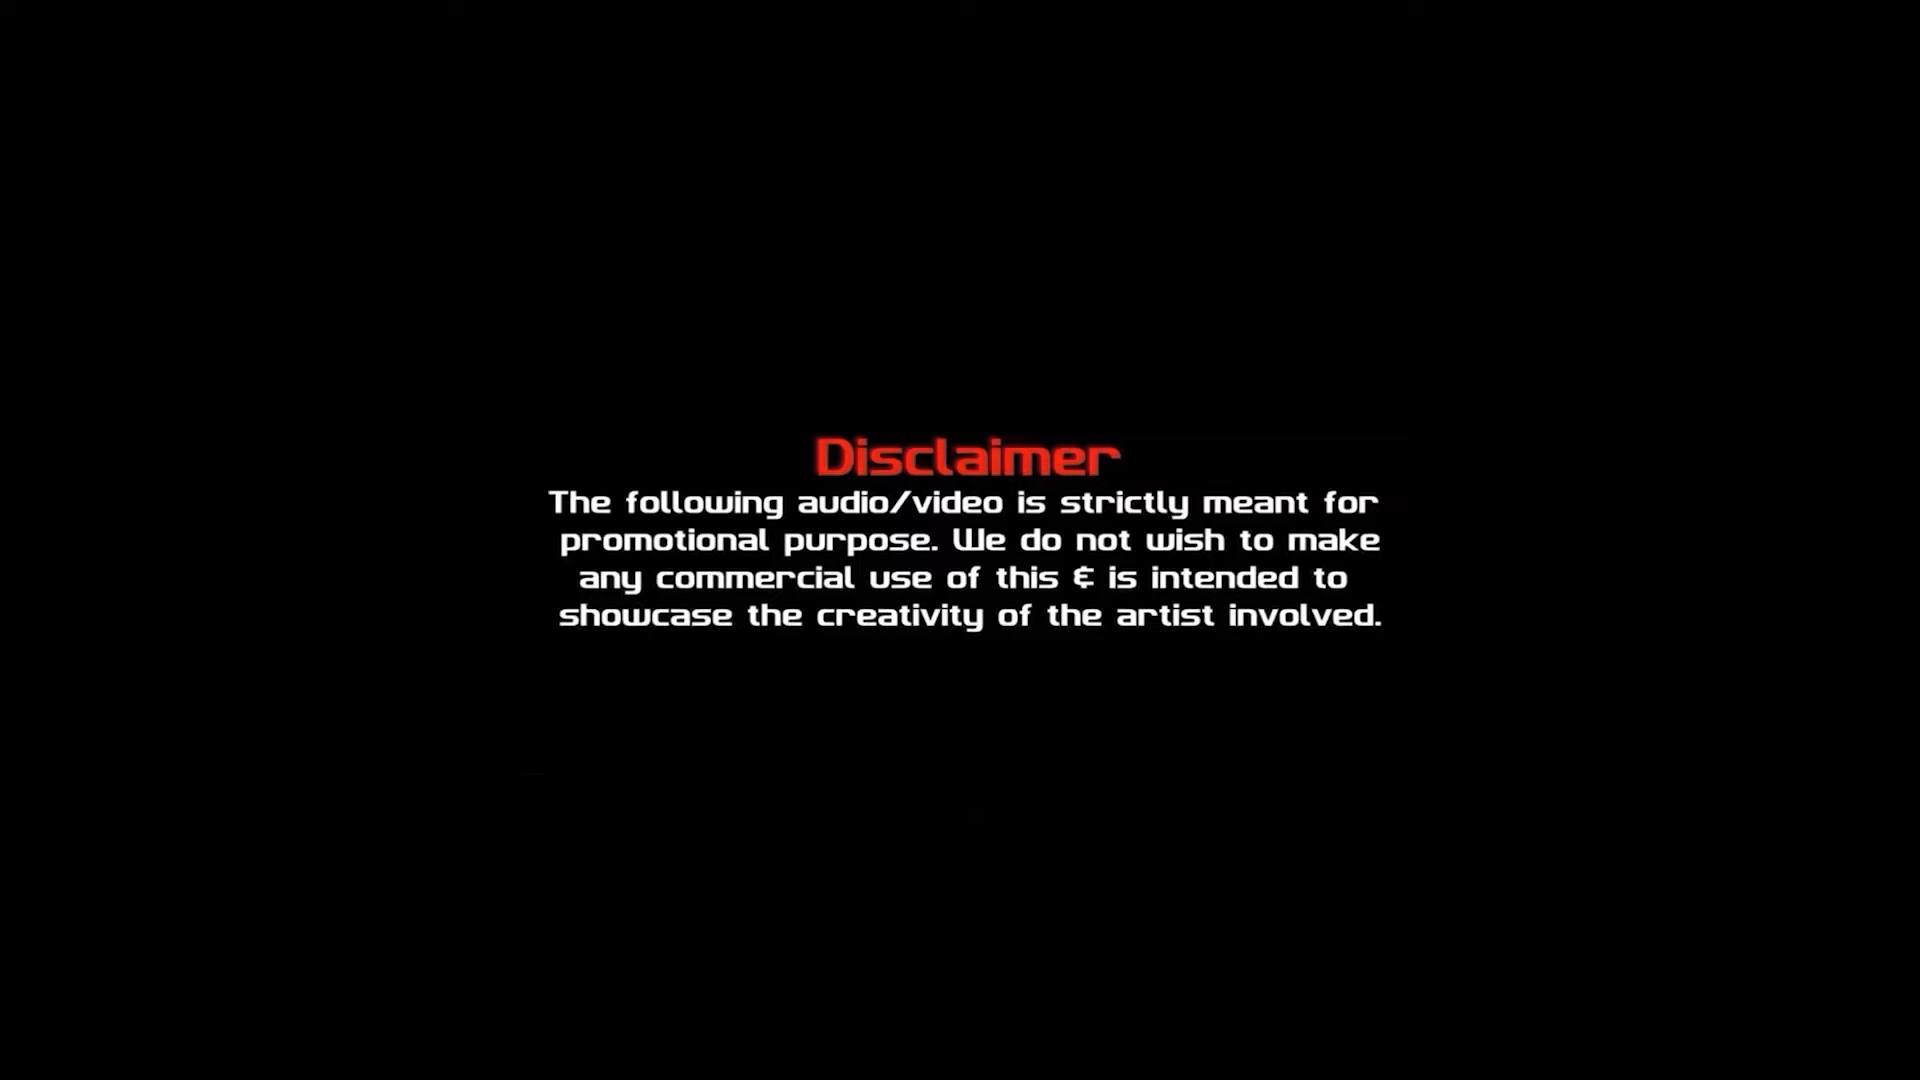 Disclaimer
The following audio/video is strictly meant for
promotional purpose. We do not wish to make
any commercial use of this & is intended to
showcase the creativity of the artist involved.